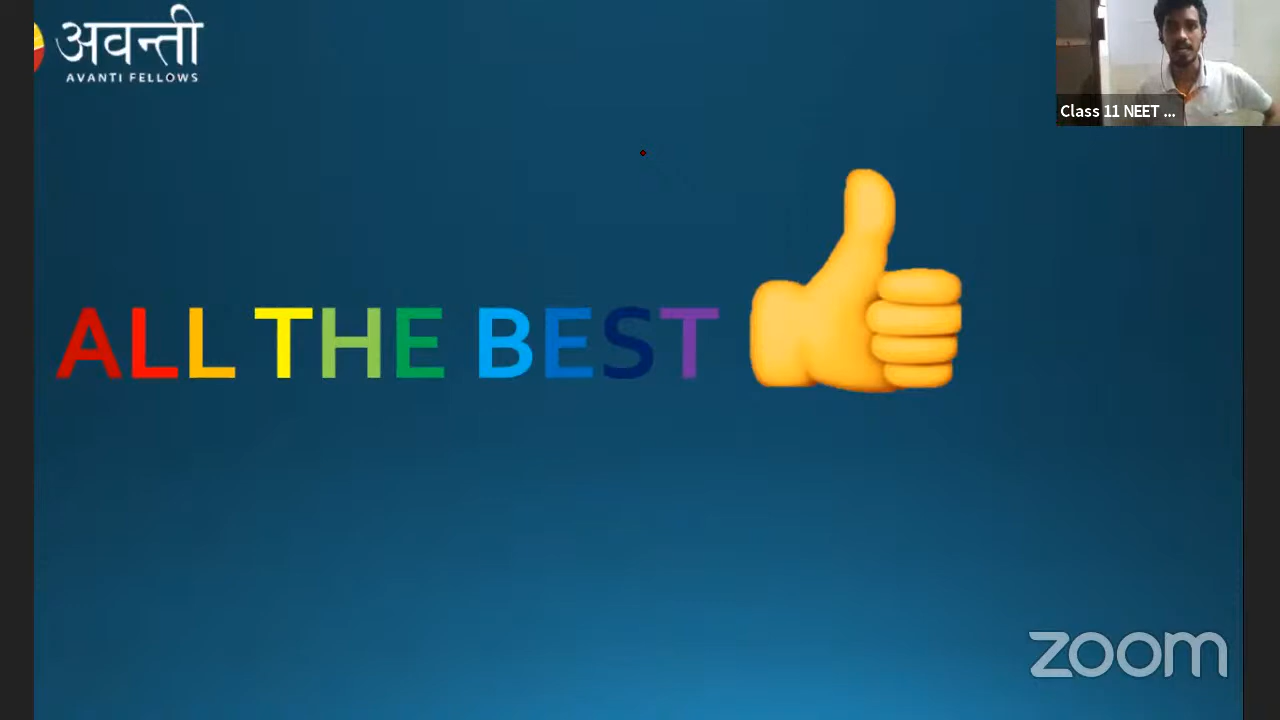 अवन्ती
AVANTI FELLOWS
Class 11 NEET ...
ALL THE BEST
zoom